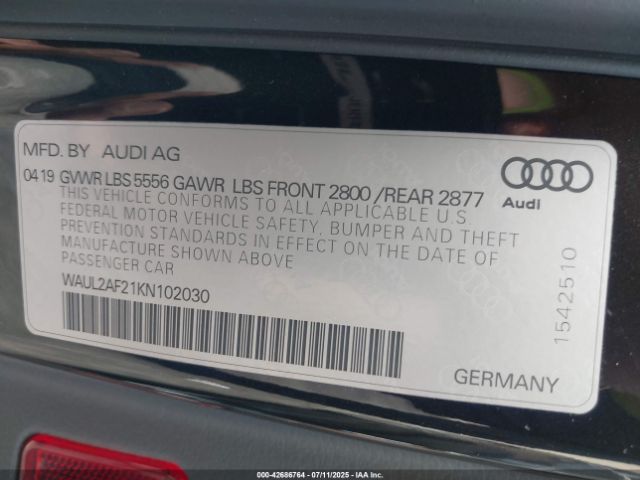 MFD. BY AUDI AG
0419 GVWR LBS 5556 GAWR LBS FRONT 2800 /REAR 2877
THIS VEHICLE CONFORMS TO ALL APPLICABLE U.S.
FEDERAL MOTOR VEHICLE SAFETY, BUMPER AND THEFT
PREVENTION STANDARDS IN EFFECT ON THE DATE OF
MANUFACTURE SHOWN ABOVE
PASSENGER CAR
WAUL2AF21KN102030
Audi
1542510
GERMANY
000-42686764 07/11/2025 IAAI.COM